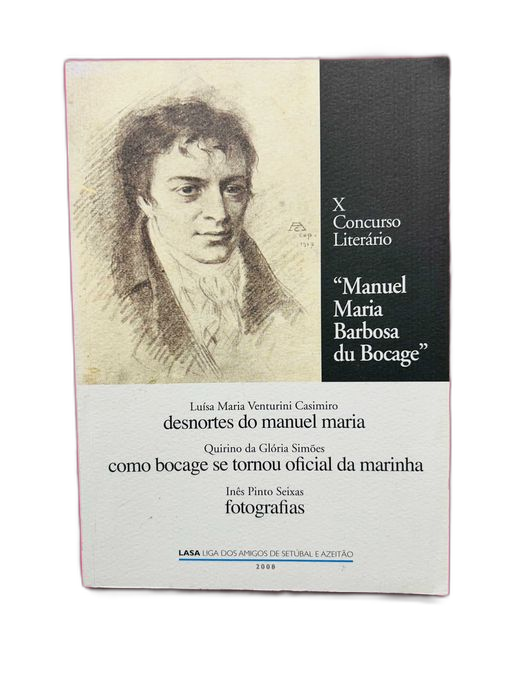 X
Concurso
Literário
“Manuel
Maria
Barbosa
du Bocage”
cop.
Luísa Maria Venturini Casimiro
desnortes do manuel maria
Quirino da Glória Simões
como bocage se tornou oficial da marinha
Inês Pinto Seixas
fotografias
LASA LIGA DOS AMIGOS DE SETÚBAL E AZEITÃO
2008